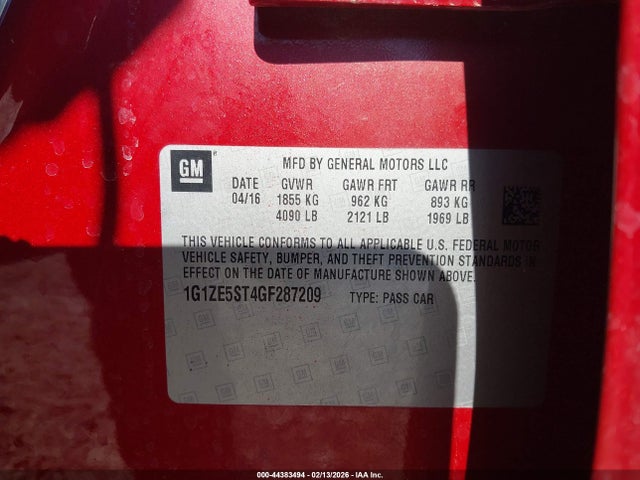 GM
MFD BY GENERAL MOTORS LLC
DATE GVWR GAWR FRT GAWR RR
04/16 1855 KG 962 KG 893 KG
4090 LB 2121 LB 1969 LB
THIS VEHICLE CONFORMS TO ALL APPLICABLE U.S. FEDERAL MOTOR
VEHICLE SAFETY, BUMPER, AND THEFT PREVENTION STANDARDS IN
EFFECT ON THE DATE OF MANUFACTURE SHOWN ABOVE.
1G1ZE5ST4GF287209 TYPE: PASS CAR
000-44383494 - 02/13/2026 - IAA Inc.